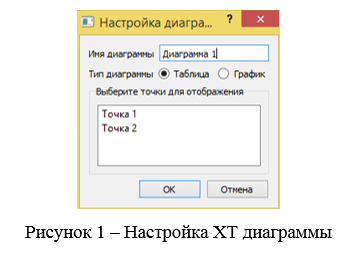 Настройка диагра... ? ×
Имя диаграммы Диаграмма 1
Тип диаграммы Таблица График
Выберите точки для отображения
Точка 1
Точка 2
OK Отмена
Рисунок 1 – Настройка XT диаграммы